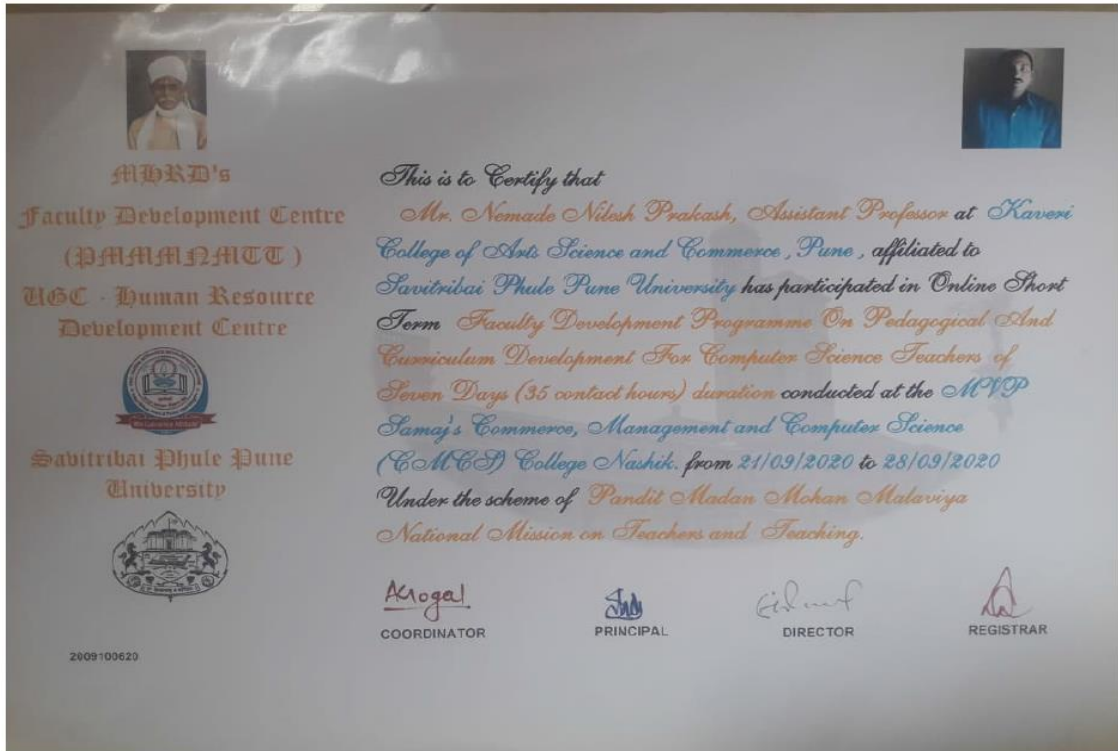 MHRD's
Faculty Development Centre
(PMMMNMTT)
UGC - Human Resource
Development Centre
Savitribai Phule Pune
University
This is to Certify that
Mr. Nemade Nilesh Prakash, Assistant Professor at Kaveri
College of Arts Science and Commerce, Pune, affiliated to
Savitribai Phule Pune University has participated in Online Short
Term Faculty Development Programme On Pedagogical And
Curriculum Development For Computer Science Teachers of
Seven Days (35 contact hours) duration conducted at the MVP
Samaj's Commerce, Management and Computer Science
(CMCS) College Nashik. from 21/09/2020 to 28/09/2020
Under the scheme of Pandit Madan Mohan Malaviya
National Mission on Teachers and Teaching.
COORDINATOR
PRINCIPAL
DIRECTOR
REGISTRAR
2009100620